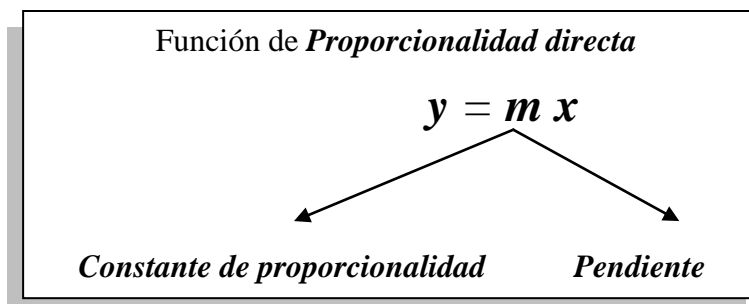 Función de Proporcionalidad directa
y = m x
Constante de proporcionalidad Pendiente